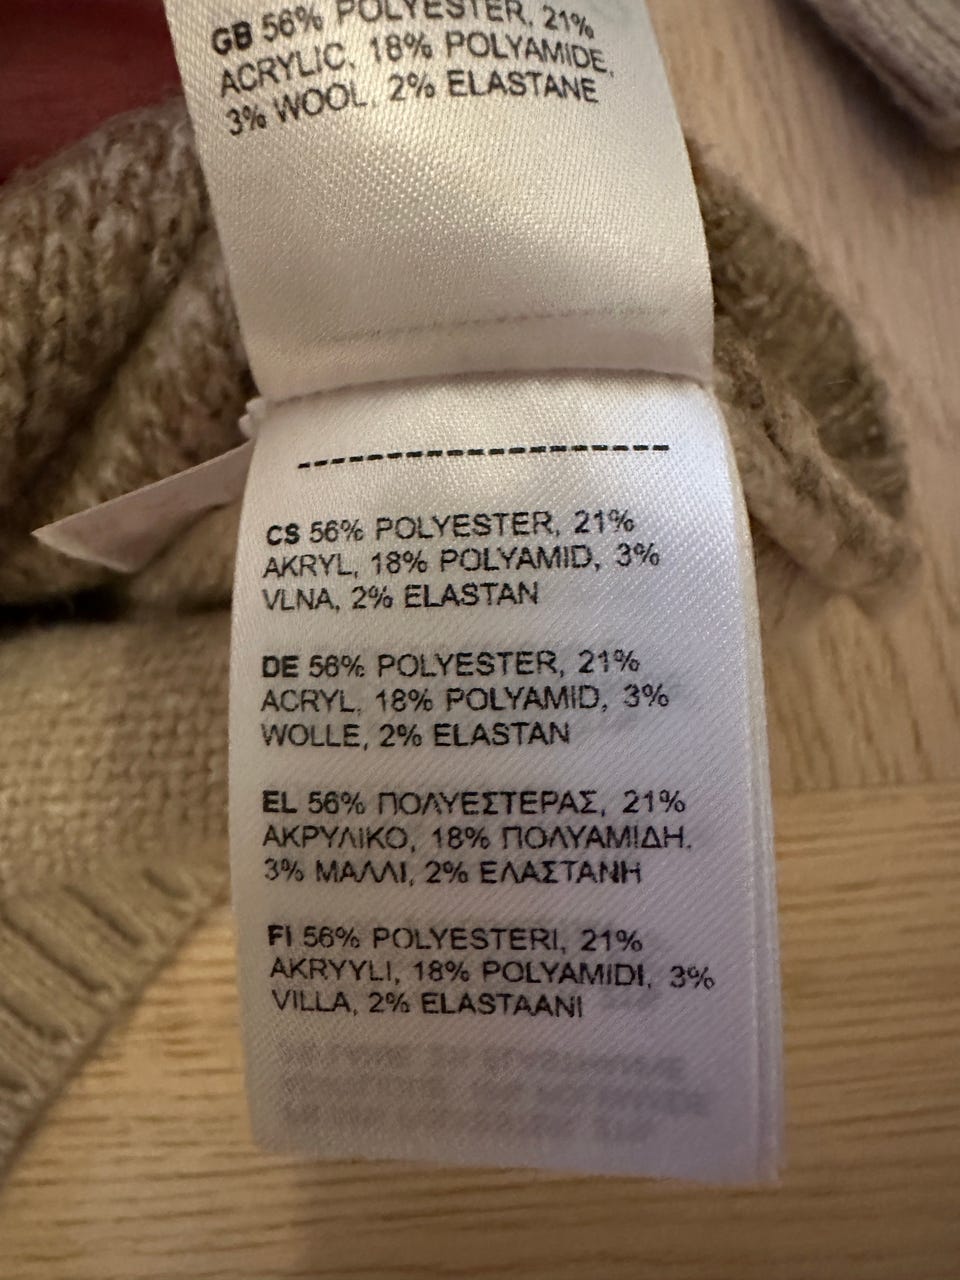 GB 56% POLYESTER, 21%
ACRYLIC, 18% POLYAMIDE,
3% WOOL, 2% ELASTANE
CS 56% POLYESTER, 21%
AKRYL, 18% POLYAMID, 3%
VLNA, 2% ELASTAN
DE 56% POLYESTER, 21%
ACRYL, 18% POLYAMID, 3%
WOLLE, 2% ELASTAN
EL 56% ΠΟΛΥΕΣΤΕΡΑΣ, 21%
ΑΚΡΥΛΙΚΟ, 18% ΠΟΛΥΑΜΙΔΗ,
3% ΜΑΛΛΙ, 2% ΕΛΑΣΤΑΝΗ
FI 56% POLYESTERI, 21%
AKRYYLI, 18% POLYAMIDI, 3%
VILLA, 2% ELASTAANI